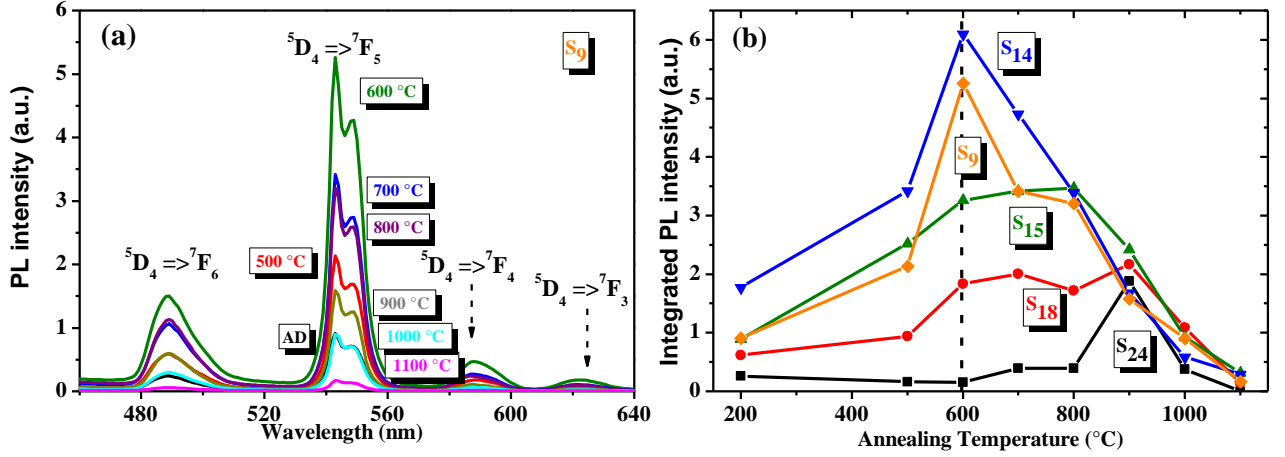 (a)
⁵D₄ =>⁷F₅
S₉
600 °C
700 °C
800 °C
⁵D₄ =>⁷F₆
500 °C
⁵D₄ =>⁷F₄
⁵D₄ =>⁷F₃
900 °C
AD
1000 °C
1100 °C
PL intensity (a.u.)
0
1
2
3
4
5
6
480 520 560 600 640
Wavelength (nm)
(b)
S₁₄
S₉
S₁₅
S₁₈
S₂₄
Integrated PL intensity (a.u.)
0
1
2
3
4
5
6
200 400 600 800 1000
Annealing Temperature (°C)